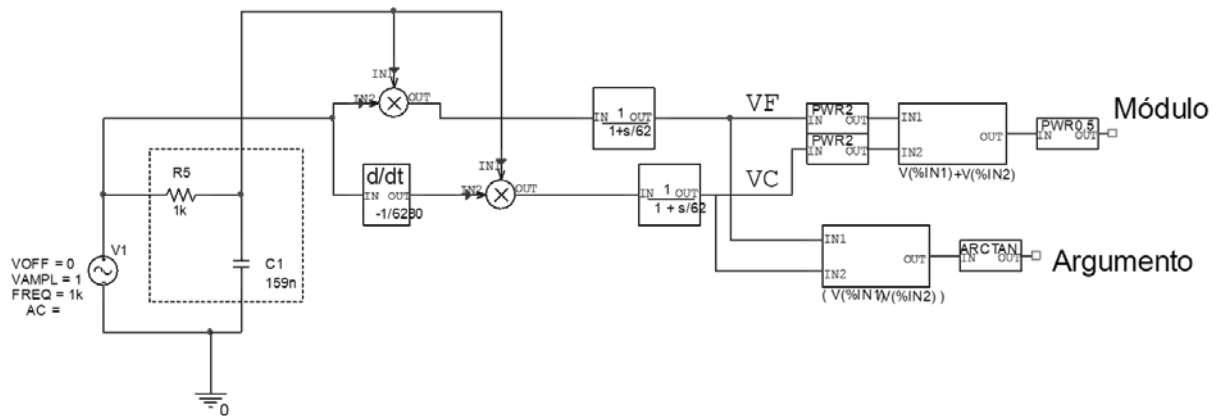 IN1
IN2
OUT
IN 1 OUT
1+s/62
VF
PWR2
IN OUT
PWR2
IN OUT
IN1
IN2
OUT
V(%IN1)+V(%IN2)
PWR0.5
IN OUT
Módulo
R5
1k
d/dt
IN OUT
-1/6280
IN1
IN2
OUT
IN 1 OUT
1 + s/62
VC
V1
VOFF = 0
VAMPL = 1
FREQ = 1k
AC =
C1
159n
IN1
IN2
OUT
( V(%IN1)/V(%IN2) )
ARCTAN
IN OUT
Argumento
0